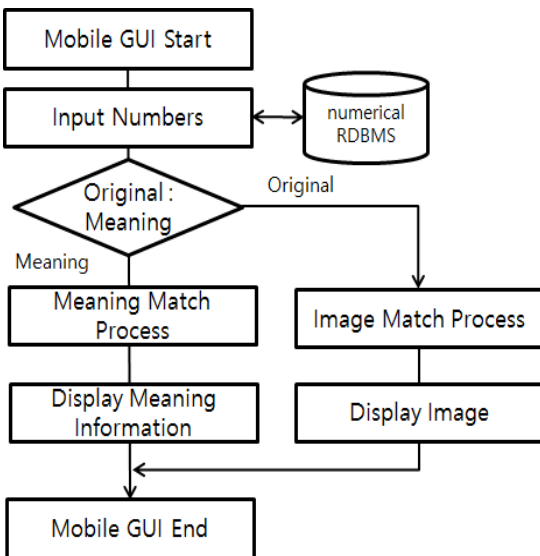 Mobile GUI Start
Input Numbers
numerical
RDBMS
Original :
Meaning
Original
Meaning
Meaning Match
Process
Image Match Process
Display Meaning
Information
Display Image
Mobile GUI End